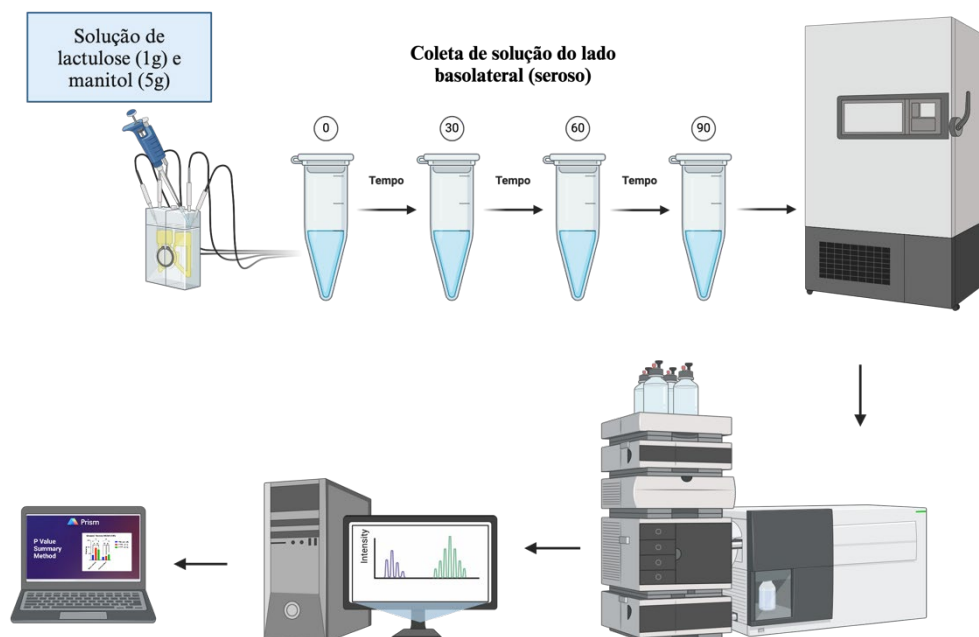 Solução de
lactulose (1g) e
manitol (5g)
Coleta de solução do lado
basolateral (seroso)
0
30
60
90
Tempo
Tempo
Tempo
Prism
P Value
Summary
Method
Intensity